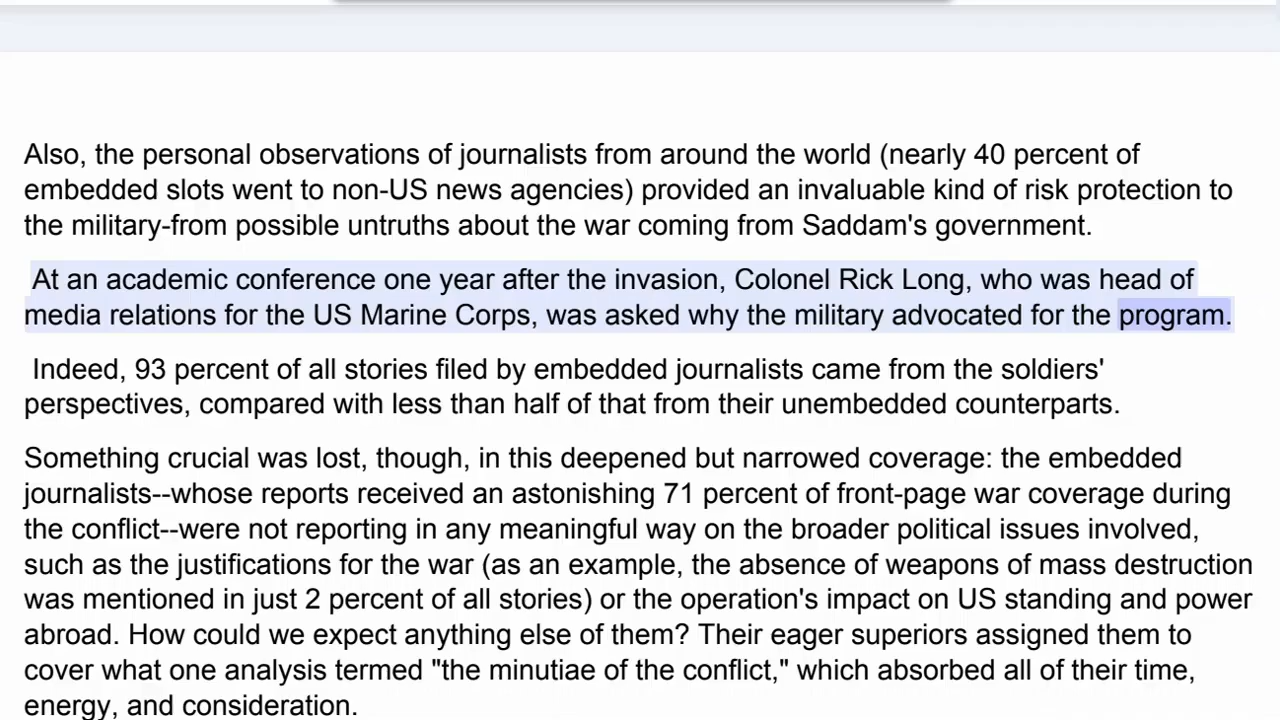 Also, the personal observations of journalists from around the world (nearly 40 percent of
embedded slots went to non-US news agencies) provided an invaluable kind of risk protection to
the military-from possible untruths about the war coming from Saddam's government.
At an academic conference one year after the invasion, Colonel Rick Long, who was head of
media relations for the US Marine Corps, was asked why the military advocated for the program.
Indeed, 93 percent of all stories filed by embedded journalists came from the soldiers'
perspectives, compared with less than half of that from their unembedded counterparts.
Something crucial was lost, though, in this deepened but narrowed coverage: the embedded
journalists--whose reports received an astonishing 71 percent of front-page war coverage during
the conflict--were not reporting in any meaningful way on the broader political issues involved,
such as the justifications for the war (as an example, the absence of weapons of mass destruction
was mentioned in just 2 percent of all stories) or the operation's impact on US standing and power
abroad. How could we expect anything else of them? Their eager superiors assigned them to
cover what one analysis termed "the minutiae of the conflict," which absorbed all of their time,
energy, and consideration.